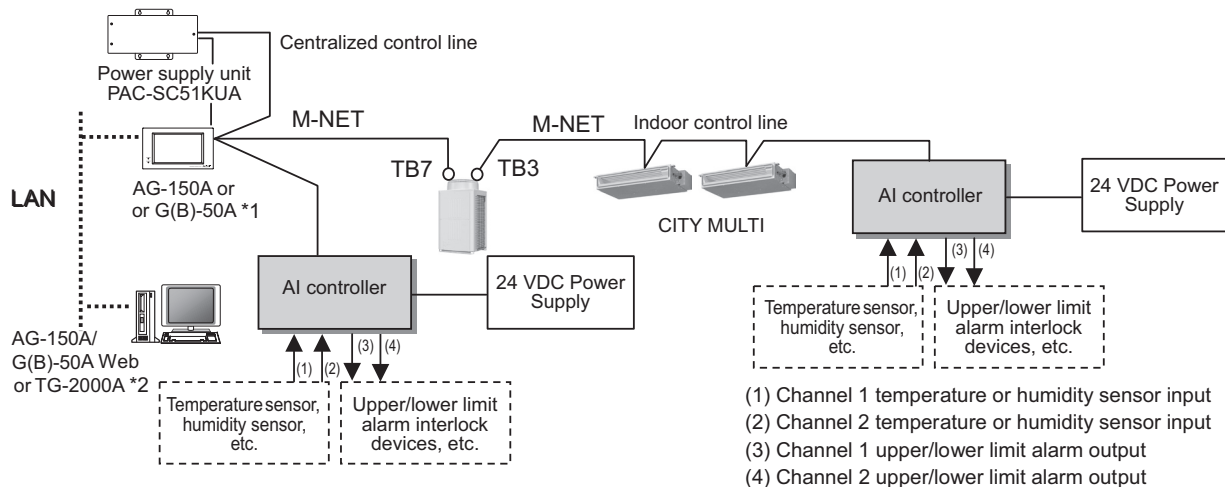 Centralized control line
Power supply unit
PAC-SC51KUA
M-NET
M-NET
Indoor control line
TB7
TB3
LAN
AG-150A or
or G(B)-50A *1
CITY MULTI
AI controller
24 VDC Power
Supply
(1)
(2)
(3)
(4)
Temperature sensor,
humidity sensor,
etc.
Upper/lower limit
alarm interlock
devices, etc.
AI controller
24 VDC Power
Supply
AG-150A/
G(B)-50A Web
or TG-2000A *2
(1)
(2)
(3)
(4)
Temperature sensor,
humidity sensor,
etc.
Upper/lower limit
alarm interlock
devices, etc.
(1) Channel 1 temperature or humidity sensor input
(2) Channel 2 temperature or humidity sensor input
(3) Channel 1 upper/lower limit alarm output
(4) Channel 2 upper/lower limit alarm output